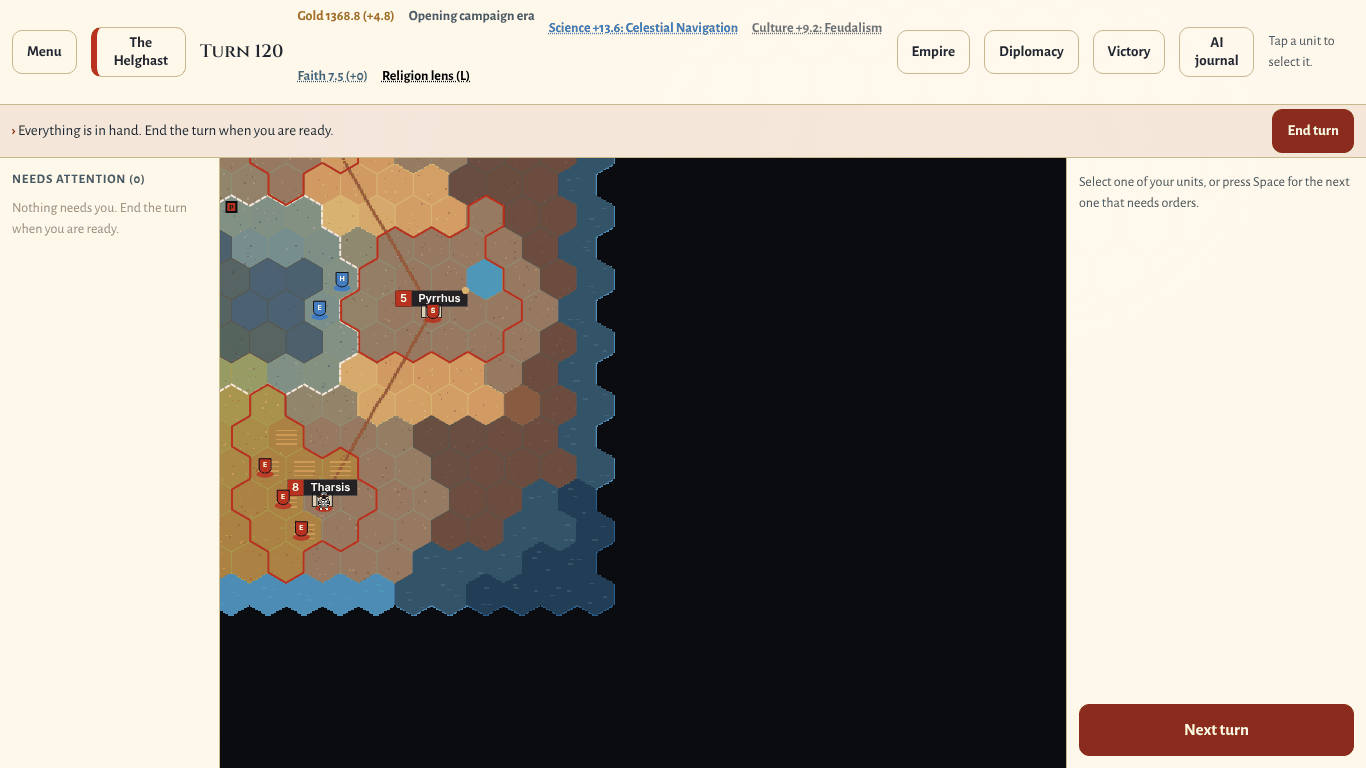 Menu
The Helghast
TURN 120
Gold 1368.8 (+4.8) Opening campaign era
Science +13.6: Celestial Navigation Culture +9.2: Feudalism
Faith 7.5 (+0) Religion lens (L)
Empire
Diplomacy
Victory
AI journal
Tap a unit to select it.
› Everything is in hand. End the turn when you are ready.
End turn
NEEDS ATTENTION (0)
Nothing needs you. End the turn
when you are ready.
Select one of your units, or press Space for the next
one that needs orders.
H
E
5 Pyrrhus
S
E
8 Tharsis
E
E
Next turn